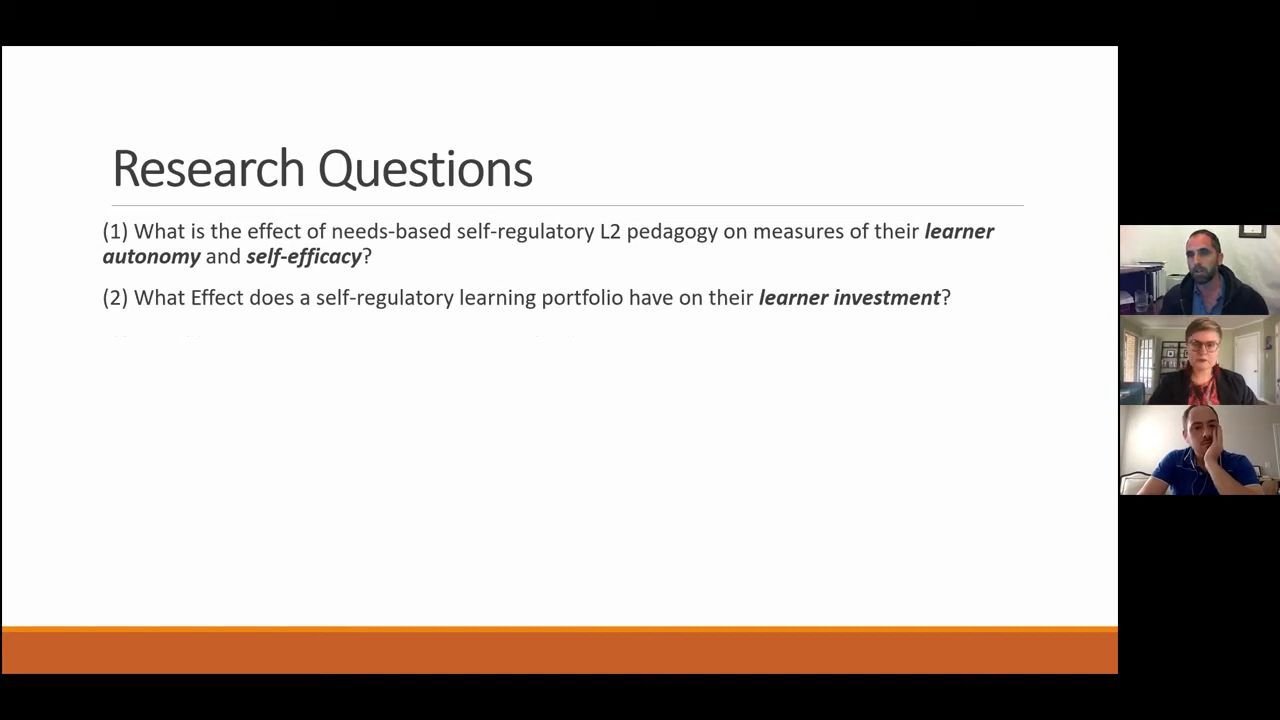 Research Questions
(1) What is the effect of needs-based self-regulatory L2 pedagogy on measures of their learner
autonomy and self-efficacy?
(2) What Effect does a self-regulatory learning portfolio have on their learner investment?